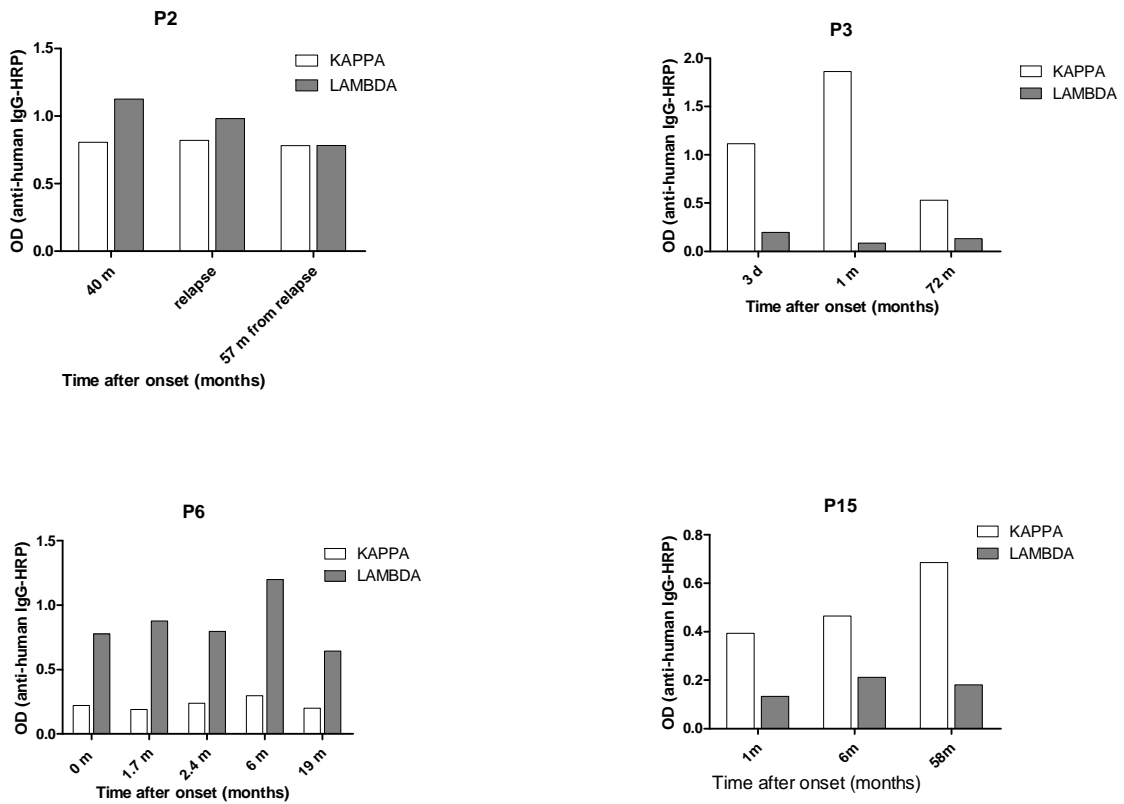 P2
1.5
1.0
0.5
0.0
OD (anti-human IgG-HRP)
KAPPA
LAMBDA
40 m
relapse
57 m from relapse
Time after onset (months)
P3
2.0
1.5
1.0
0.5
0.0
OD (anti-human IgG-HRP)
KAPPA
LAMBDA
3 d
1 m
72 m
Time after onset (months)
P6
1.5
1.0
0.5
0.0
OD (anti-human IgG-HRP)
KAPPA
LAMBDA
0 m
1.7 m
2.4 m
6 m
19 m
Time after onset (months)
P15
0.8
0.6
0.4
0.2
0.0
OD (anti-human IgG-HRP)
KAPPA
LAMBDA
1m
6m
58m
Time after onset (months)